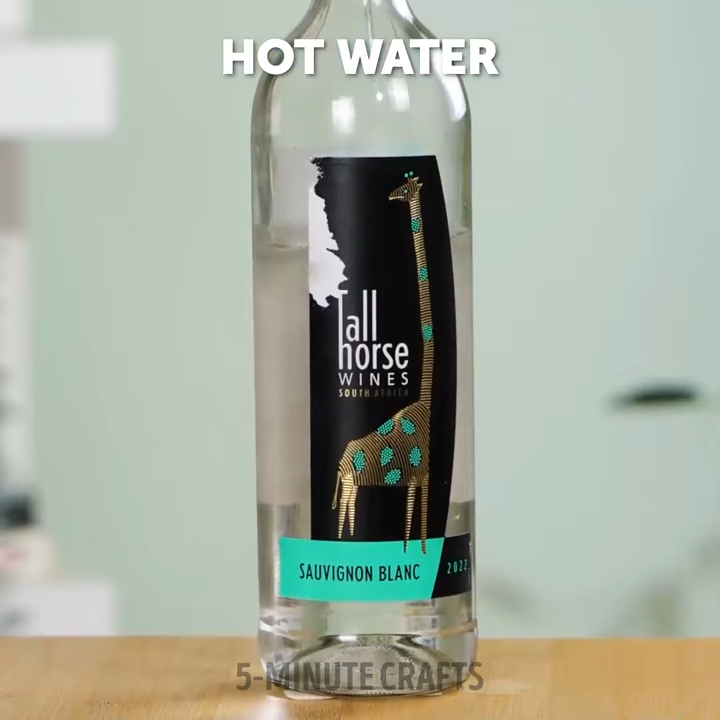 HOT WATER
Tall
horse
WINES
SOUTH AFRICA
SAUVIGNON BLANC 2022
5-MINUTE CRAFTS